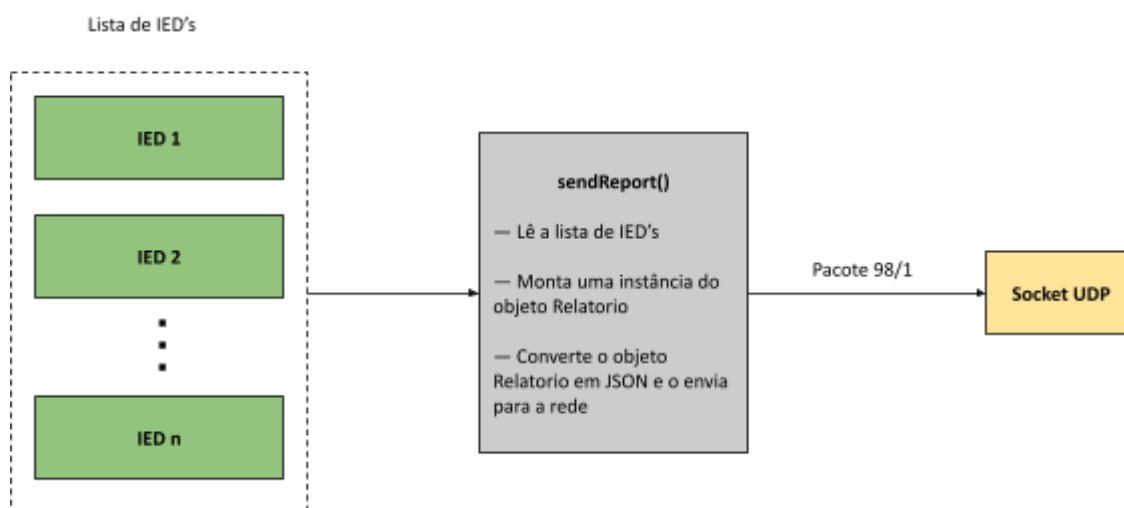 Lista de IED's
IED 1
IED 2
IED n
sendReport()
— Lê a lista de IED's
— Monta uma instância do
objeto Relatorio
— Converte o objeto
Relatorio em JSON e o envia
para a rede
Pacote 98/1
Socket UDP